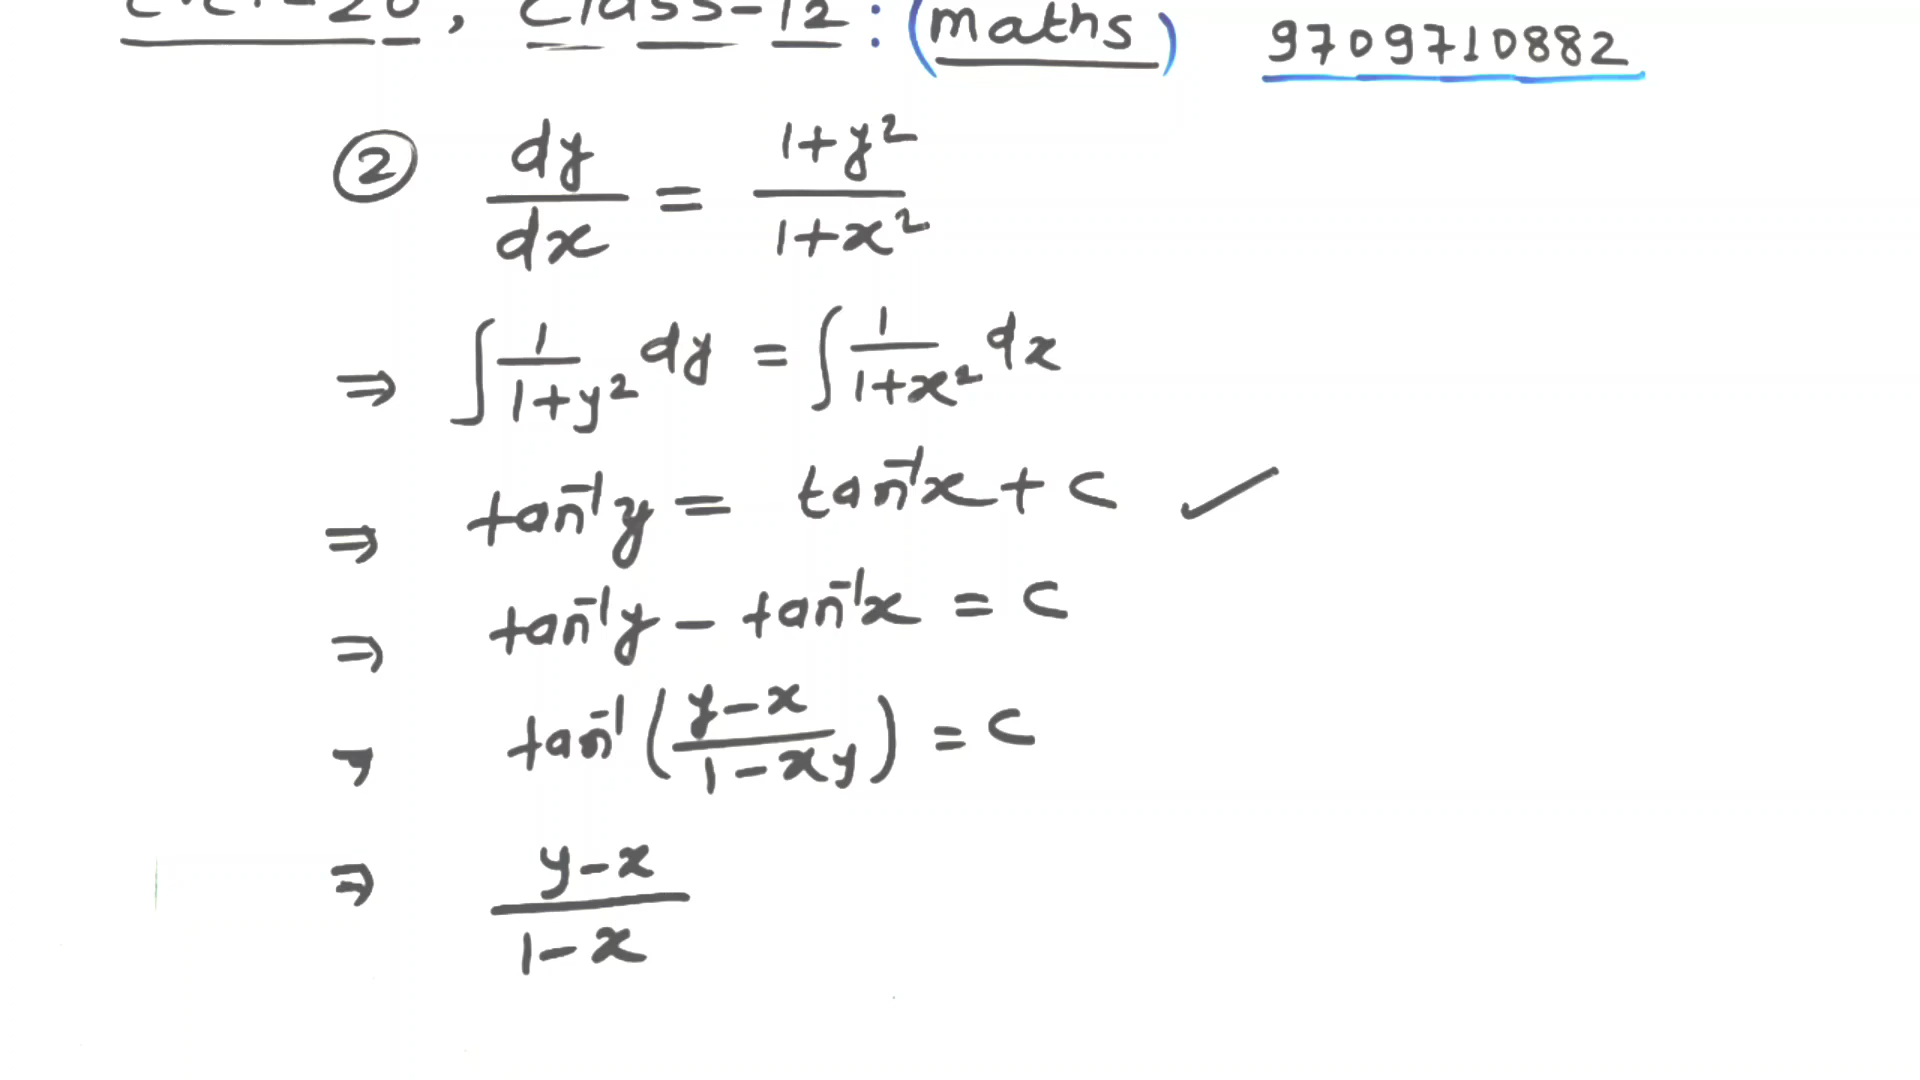 , Class-12 : (maths) 9709710882
② dy/dx = 1+y²/1+x²
⇒ ∫ 1/1+y² dy = ∫ 1/1+x² dx
⇒ tan⁻¹y = tan⁻¹x + c ✓
⇒ tan⁻¹y − tan⁻¹x = c
⇒ tan⁻¹(y−x/1−xy) = c
⇒ y−x/1−x